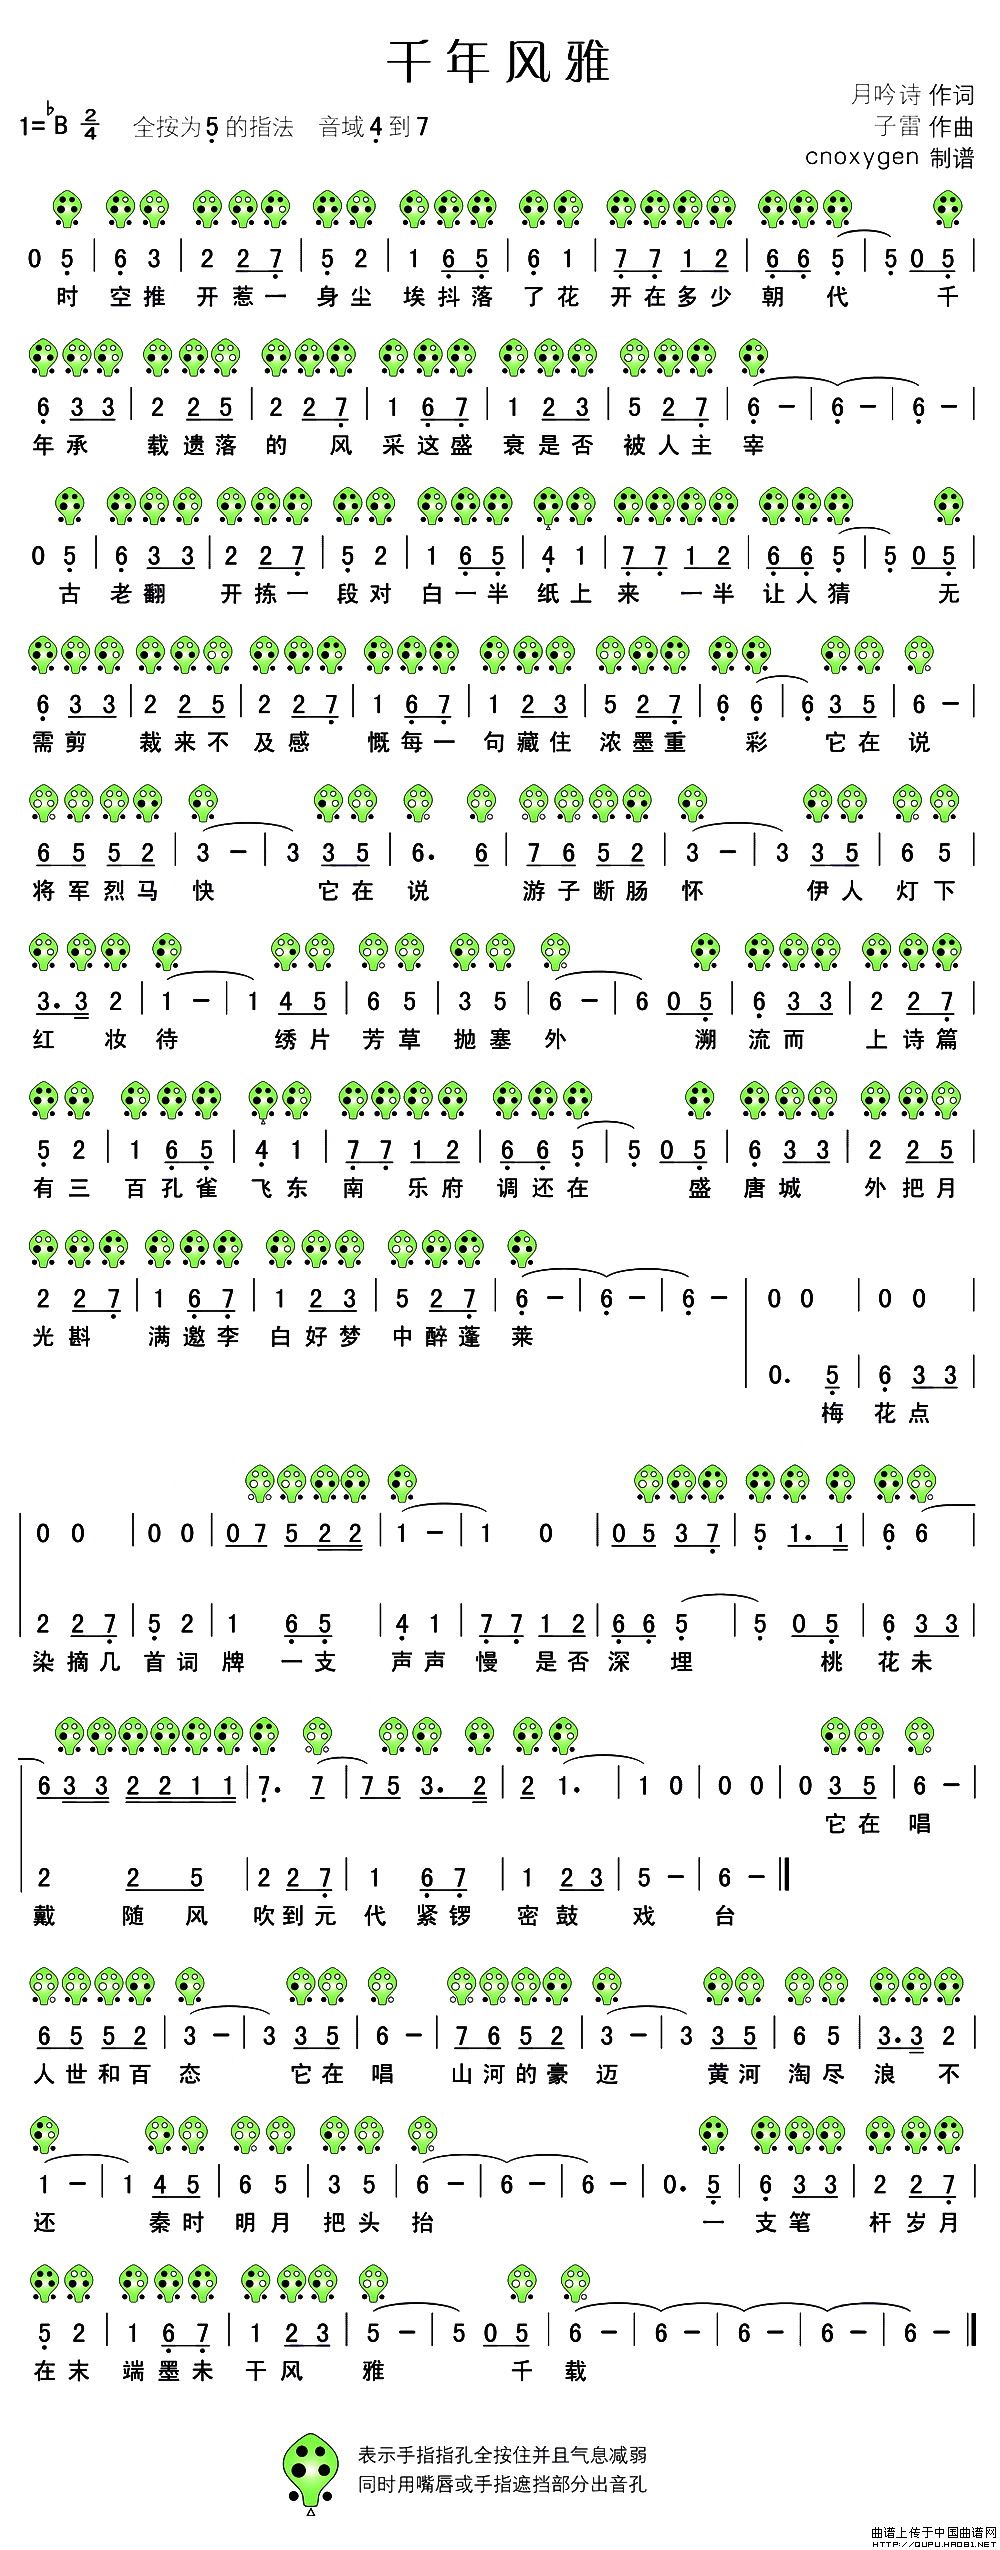 千年风雅
月吟诗 作词
1=♭B 2/4 全按为5的指法 音域4到7
子雷 作曲
cnoxygen 制谱
0 5 | 6 3 | 2 2 7 | 5 2 | 1 6 5 | 6 1 | 7 7 1 2 | 6 6 5 | 5 0 5 |
时 空推 开惹一 身尘 埃抖落 了花 开在多少 朝代 千
6 3 3 | 2 2 5 | 2 2 7 | 1 6 7 | 1 2 3 | 5 2 7 | 6 - | 6 - | 6 - |
年承 载遗落 的风 采这盛 衰是否 被人主 宰
0 5 | 6 3 3 | 2 2 7 | 5 2 | 1 6 5 | 4 1 | 7 7 1 2 | 6 6 5 | 5 0 5 |
古 老翻 开拣一 段对 白一半 纸上 来一半 让人猜 无
6 3 3 | 2 2 5 | 2 2 7 | 1 6 7 | 1 2 3 | 5 2 7 | 6 6 | 6 3 5 | 6 - |
需剪 裁来不 及感 慨每一 句藏住 浓墨重 彩 它在 说
6 5 5 2 | 3 - | 3 3 5 | 6. 6 | 7 6 5 2 | 3 - | 3 3 5 | 6 5 |
将军烈马 快 它在 说 游子断肠 怀 伊人 灯下
3. 3 2 | 1 - | 1 4 5 | 6 5 | 3 5 | 6 - | 6 0 5 | 6 3 3 | 2 2 7 |
红妆 待 绣片 芳草 抛塞 外 溯 流而 上诗篇
5 2 | 1 6 5 | 4 1 | 7 7 1 2 | 6 6 5 | 5 0 5 | 6 3 3 | 2 2 5 |
有三 百孔雀 飞东 南乐府 调还在 盛 唐城 外把月
2 2 7 | 1 6 7 | 1 2 3 | 5 2 7 | 6 - | 6 - | 6 - | 0 0 | 0 0 |
光斟 满邀李 白好梦 中醉蓬 莱
0. 5 | 6 3 3 |
梅 花点
0 0 | 0 0 | 0 7 5 2 2 | 1 - | 1 0 | 0 5 3 7 | 5 1. 1 | 6 6 |
2 2 7 | 5 2 | 1 6 5 | 4 1 | 7 7 1 2 | 6 6 5 | 5 0 5 | 6 3 3 |
染摘几 首词 牌一支 声声 慢是否 深埋 桃 花未
6 3 3 2 2 1 1 | 7. 7 | 7 5 3. 2 | 2 1. | 1 0 | 0 0 | 0 3 5 | 6 - |
它在 唱
2 2 5 | 2 2 7 | 1 6 7 | 1 2 3 | 5 - | 6 - ‖
戴随风 吹到元 代紧锣 密鼓 戏 台
6 5 5 2 | 3 - | 3 3 5 | 6 - | 7 6 5 2 | 3 - | 3 3 5 | 6 5 | 3. 3 2 |
人世和百 态 它在 唱 山河的豪 迈 黄河 淘尽 浪不
1 - | 1 4 5 | 6 5 | 3 5 | 6 - | 6 - | 6 - | 0. 5 | 6 3 3 | 2 2 7 |
还 秦时 明月 把头 抬 一 支笔 杆岁月
5 2 | 1 6 7 | 1 2 3 | 5 - | 5 0 5 | 6 - | 6 - | 6 - | 6 - | 6 - ‖
在末 端墨未 干风 雅 千 载
表示手指指孔全按住并且气息减弱
同时用嘴唇或手指遮挡部分出音孔
曲谱上传于中国曲谱网
HTTP://QUPU.HAO81.NET